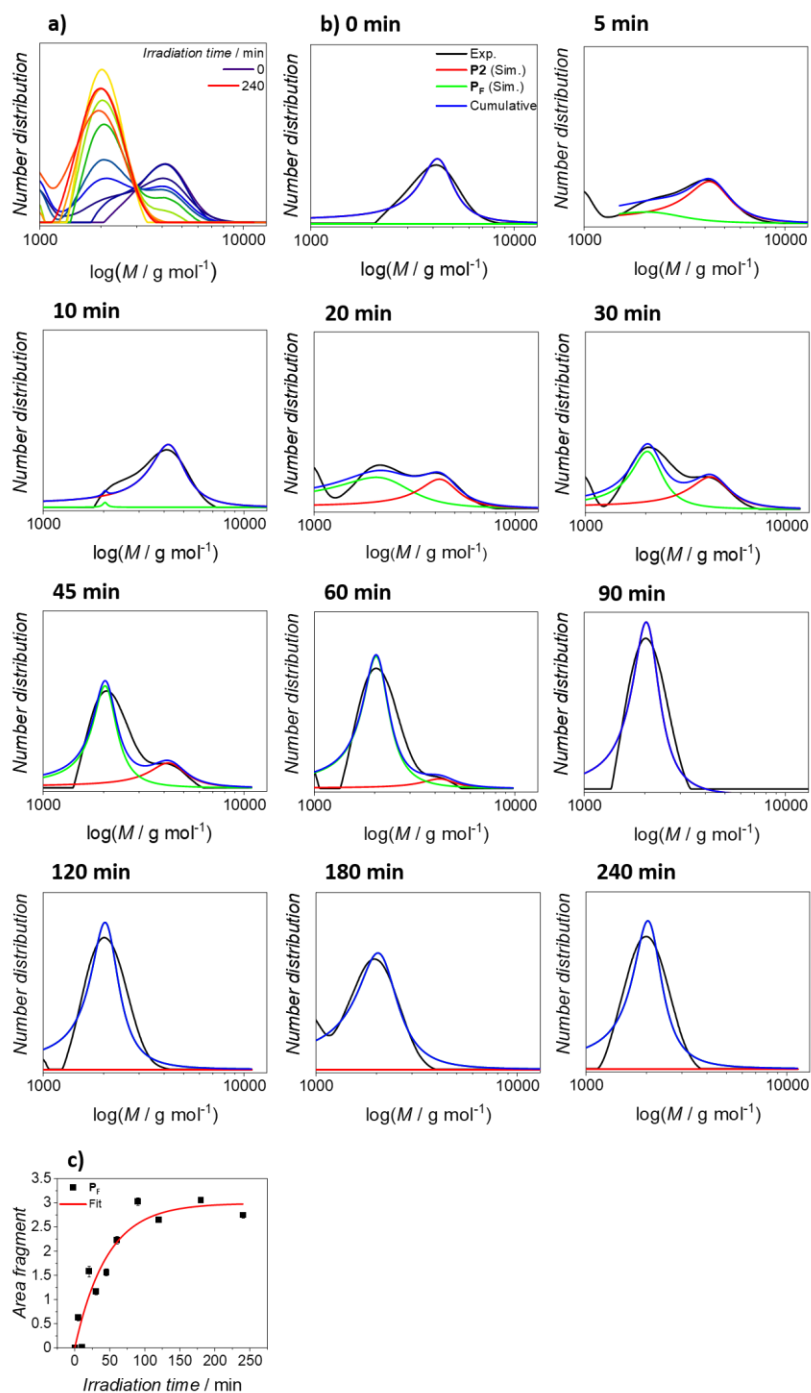 a)
Irradiation time / min
0
240
Number distribution
1000
10000
log(M / g mol⁻¹)
b) 0 min
Exp.
P2 (Sim.)
P_F (Sim.)
Cumulative
Number distribution
1000
10000
log(M / g mol⁻¹)
5 min
Number distribution
1000
10000
log(M / g mol⁻¹)
10 min
Number distribution
1000
10000
log(M / g mol⁻¹)
20 min
Number distribution
1000
10000
log(M / g mol⁻¹(
30 min
Number distribution
1000
10000
log(M / g mol⁻¹)
45 min
Number distribution
1000
10000
log(M / g mol⁻¹)
60 min
Number distribution
1000
10000
log(M / g mol⁻¹)
90 min
Number distribution
1000
10000
log(M / g mol⁻¹)
120 min
Number distribution
1000
10000
log(M / g mol⁻¹)
180 min
Number distribution
1000
10000
log(M / g mol⁻¹)
240 min
Number distribution
1000
10000
log(M / g mol⁻¹)
c)
P_F
Fit
Area fragment
3.5
3
2.5
2
1.5
1
0.5
0
0 50 100 150 200 250
Irradiation time / min